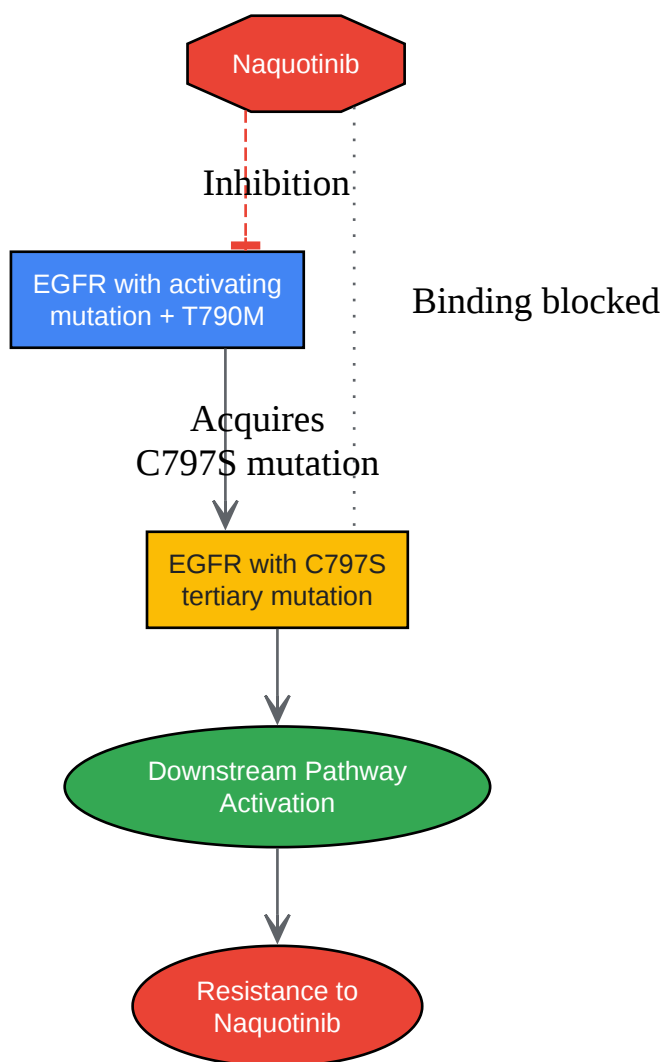 Naquotinib
Inhibition
EGFR with activating
mutation + T790M
Binding blocked
Acquires
C797S mutation
EGFR with C797S
tertiary mutation
Downstream Pathway
Activation
Resistance to
Naquotinib